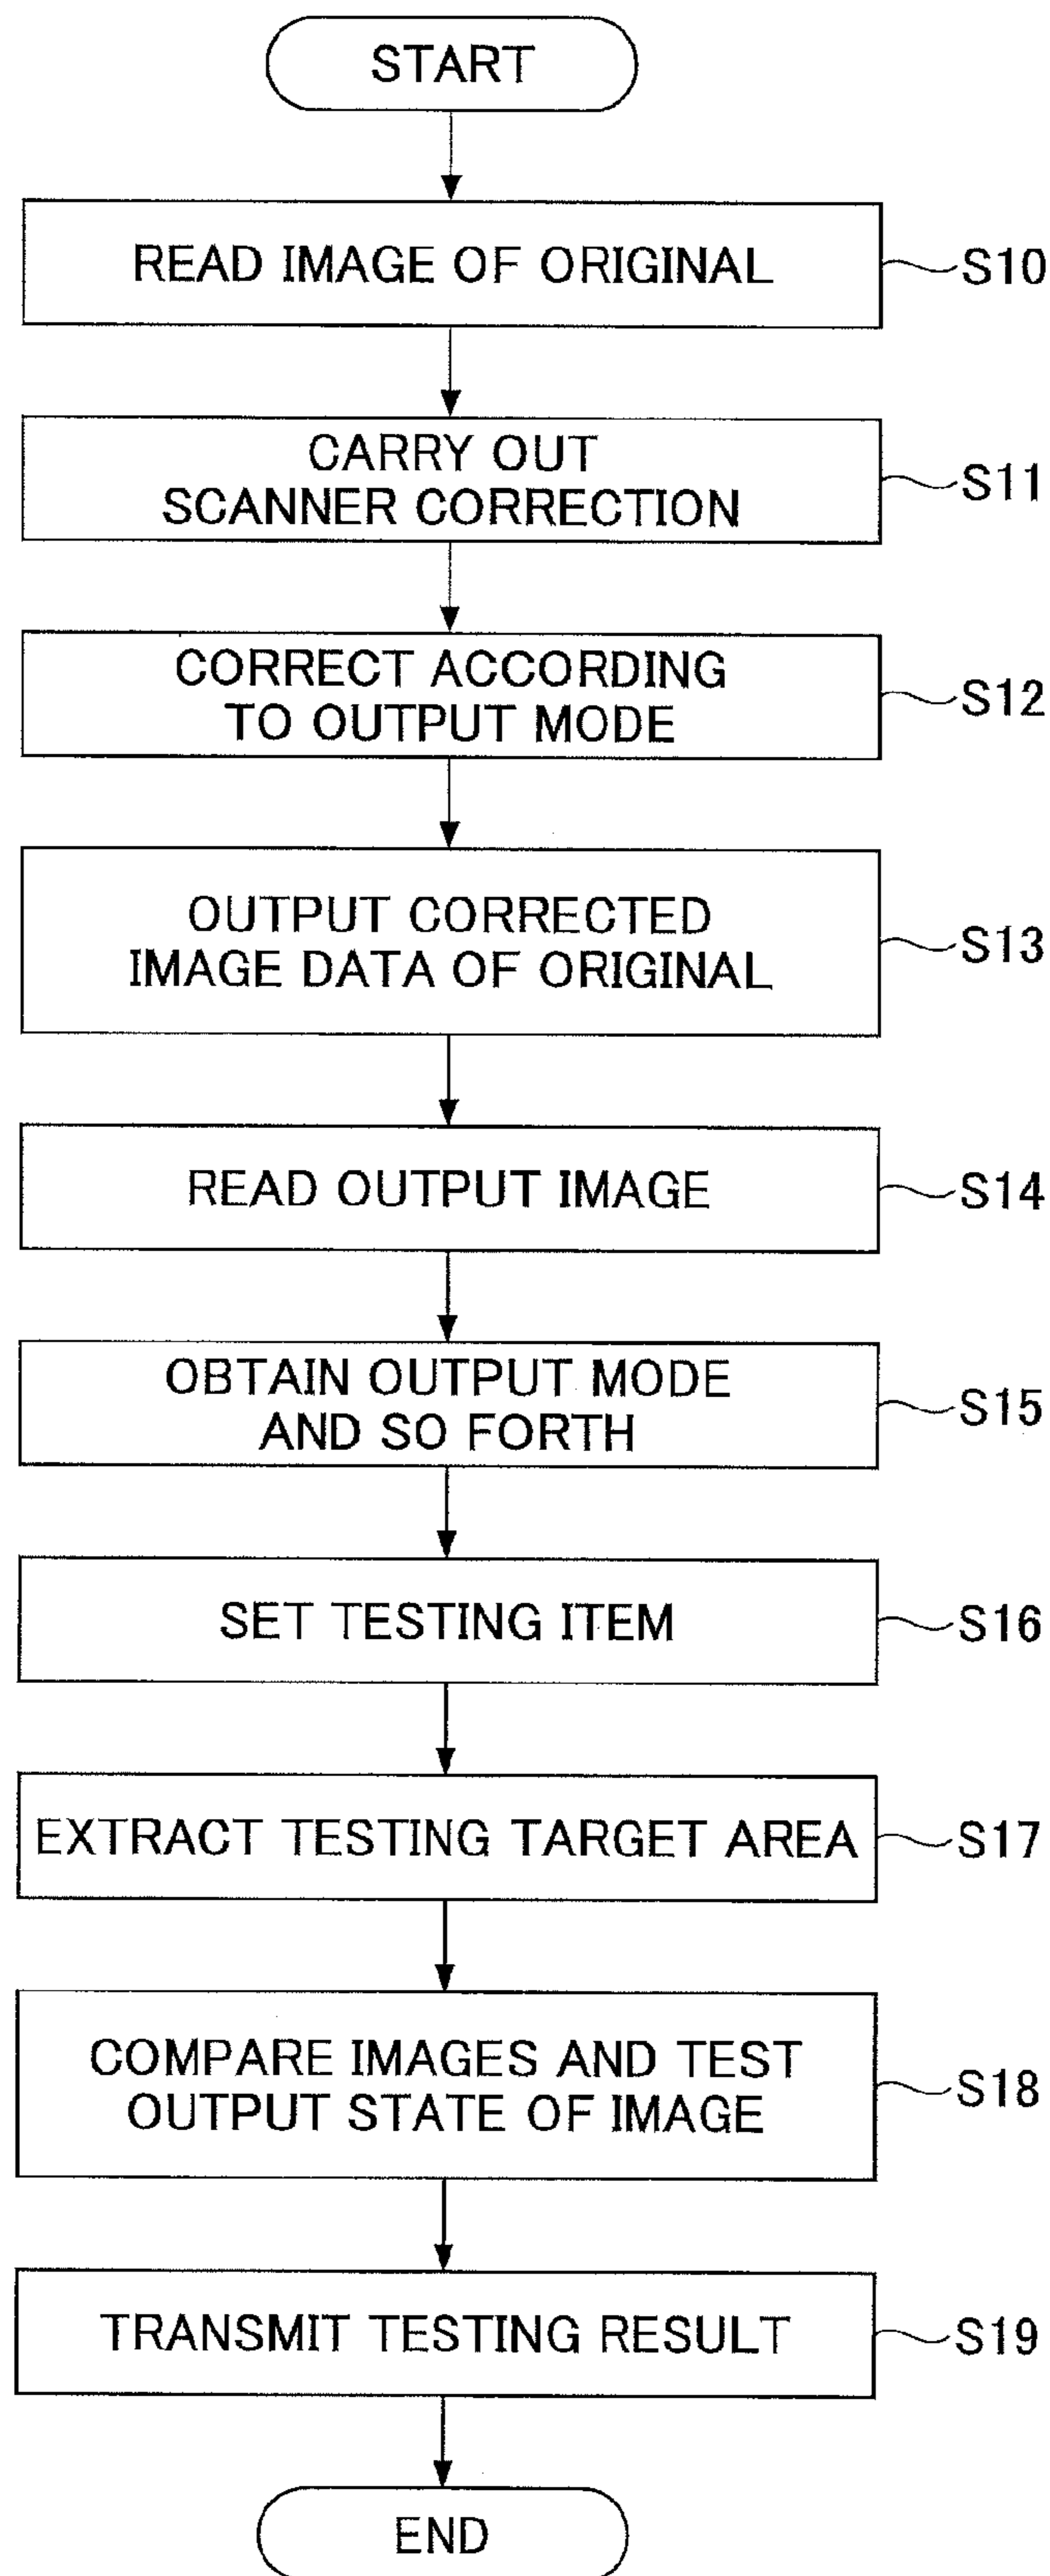 START
READ IMAGE OF ORIGINAL
S10
CARRY OUT
SCANNER CORRECTION
S11
CORRECT ACCORDING
TO OUTPUT MODE
S12
OUTPUT CORRECTED
IMAGE DATA OF ORIGINAL
S13
READ OUTPUT IMAGE
S14
OBTAIN OUTPUT MODE
AND SO FORTH
S15
SET TESTING ITEM
S16
EXTRACT TESTING TARGET AREA
S17
COMPARE IMAGES AND TEST
OUTPUT STATE OF IMAGE
S18
TRANSMIT TESTING RESULT
S19
END